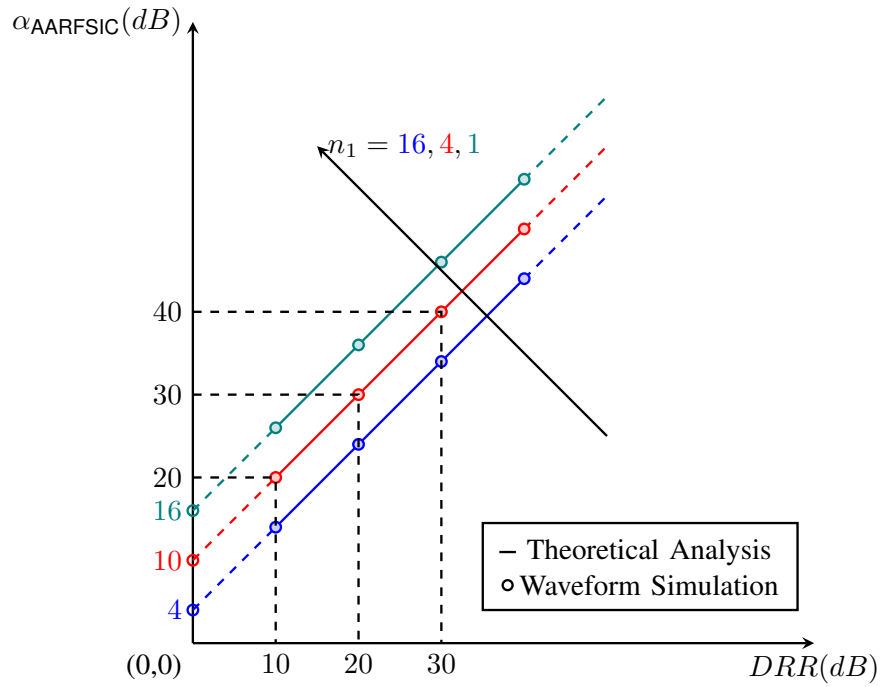 α_AARFSIC(dB)
n₁ = 16, 4, 1
40
30
20
16
10
4
— Theoretical Analysis
Waveform Simulation
(0,0)
10
20
30
DRR(dB)